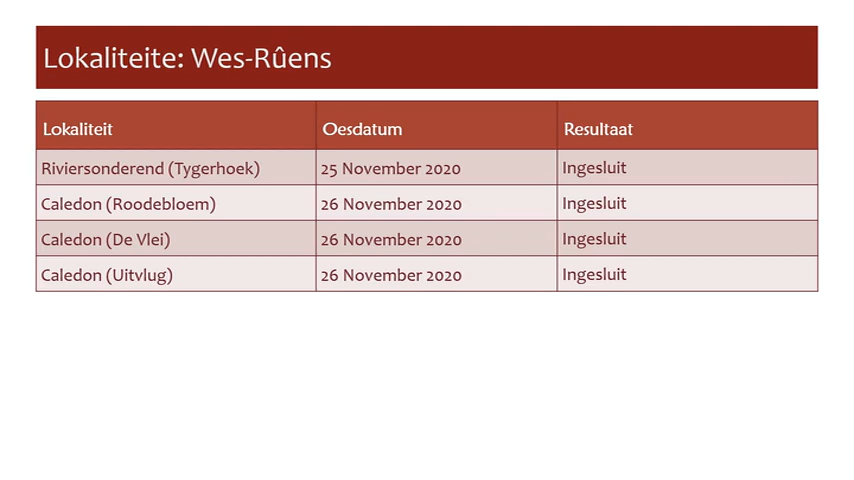 Lokaliteite: Wes-Rûens
Lokaliteit Oesdatum Resultaat
Riviersonderend (Tygerhoek) 25 November 2020 Ingesluit
Caledon (Roodebloem) 26 November 2020 Ingesluit
Caledon (De Vlei) 26 November 2020 Ingesluit
Caledon (Uitvlug) 26 November 2020 Ingesluit